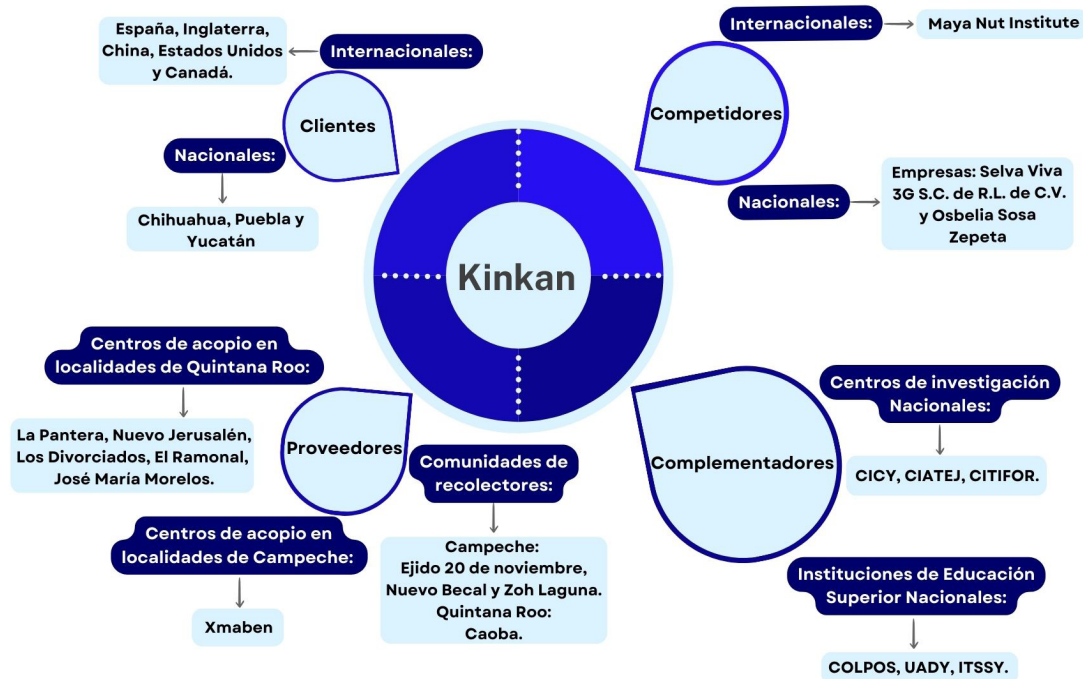 España, Inglaterra,
China, Estados Unidos
y Canadá.
Internacionales:
Clientes
Nacionales:
Chihuahua, Puebla y
Yucatán
Internacionales:
Maya Nut Institute
Competidores
Nacionales:
Empresas: Selva Viva
3G S.C. de R.L. de C.V.
y Osbelia Sosa
Zepeta
Kinkan
Centros de acopio en
localidades de Quintana Roo:
La Pantera, Nuevo Jerusalén,
Los Divorciados, El Ramonal,
José María Morelos.
Proveedores
Centros de acopio en
localidades de Campeche:
Xmaben
Comunidades de
recolectores:
Campeche:
Ejido 20 de noviembre,
Nuevo Becal y Zoh Laguna.
Quintana Roo:
Caoba.
Complementadores
Centros de investigación
Nacionales:
CICY, CIATEJ, CITIFOR.
Instituciones de Educación
Superior Nacionales:
COLPOS, UADY, ITSSY.